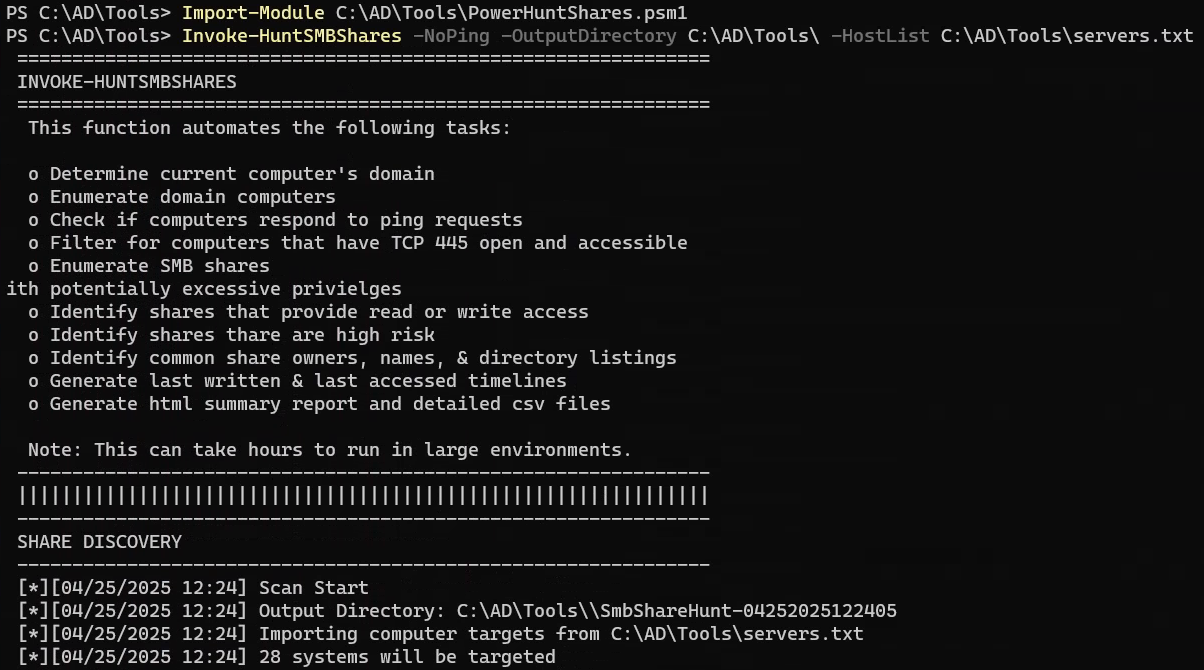 PS C:\AD\Tools> Import-Module C:\AD\Tools\PowerHuntShares.psm1
PS C:\AD\Tools> Invoke-HuntSMBShares -NoPing -OutputDirectory C:\AD\Tools\ -HostList C:\AD\Tools\servers.txt
===============================================================
INVOKE-HUNTSMBSHARES
===============================================================
This function automates the following tasks:
o Determine current computer's domain
o Enumerate domain computers
o Check if computers respond to ping requests
o Filter for computers that have TCP 445 open and accessible
o Enumerate SMB shares
ith potentially excessive privielges
o Identify shares that provide read or write access
o Identify shares thare are high risk
o Identify common share owners, names, & directory listings
o Generate last written & last accessed timelines
o Generate html summary report and detailed csv files
Note: This can take hours to run in large environments.
---------------------------------------------------------------
|||||||||||||||||||||||||||||||||||||||||||||||||||||||||||||||
---------------------------------------------------------------
SHARE DISCOVERY
---------------------------------------------------------------
[*][04/25/2025 12:24] Scan Start
[*][04/25/2025 12:24] Output Directory: C:\AD\Tools\\SmbShareHunt-04252025122405
[*][04/25/2025 12:24] Importing computer targets from C:\AD\Tools\servers.txt
[*][04/25/2025 12:24] 28 systems will be targeted